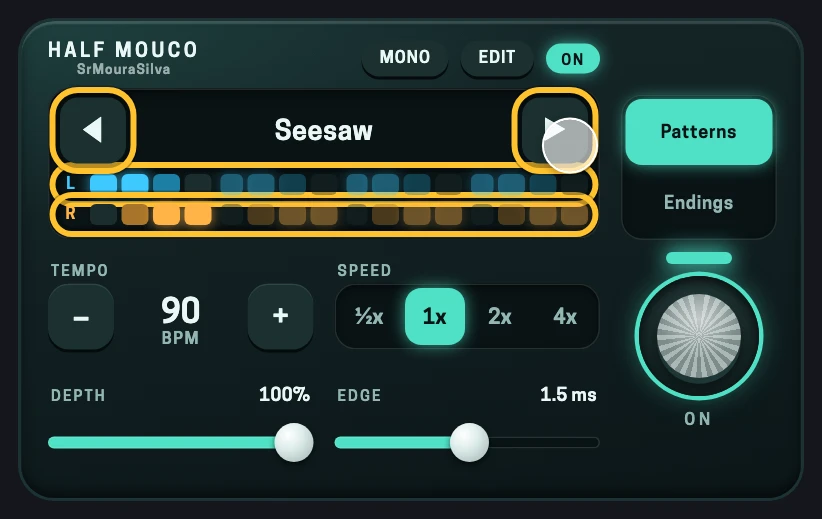 HALF MOUCO
SrMouraSilva
MONO
EDIT
ON
Seesaw
Patterns
L
R
Endings
TEMPO
SPEED
–
90
+
BPM
½x
1x
2x
4x
DEPTH
100%
EDGE
1.5 ms
ON